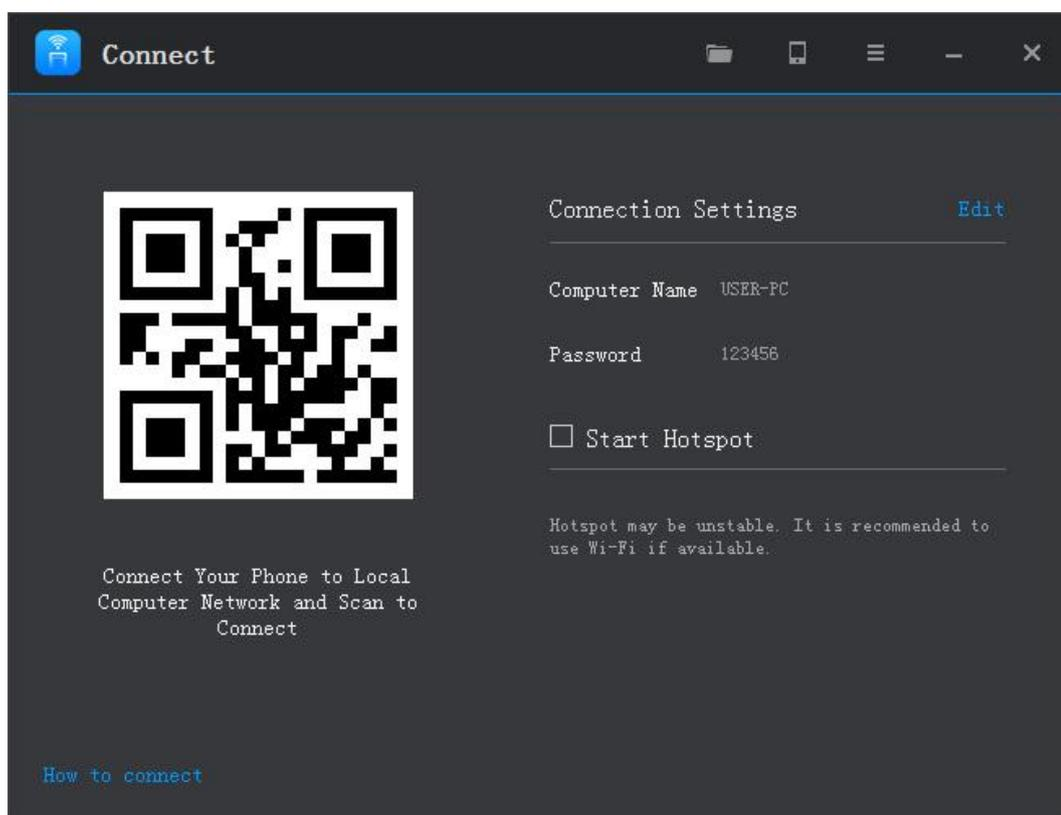 Connect
Connection Settings
Edit
Computer Name USER-PC
Password 123456
Start Hotspot
Hotspot may be unstable. It is recommended to
use Wi-Fi if available.
Connect Your Phone to Local
Computer Network and Scan to
Connect
How to connect